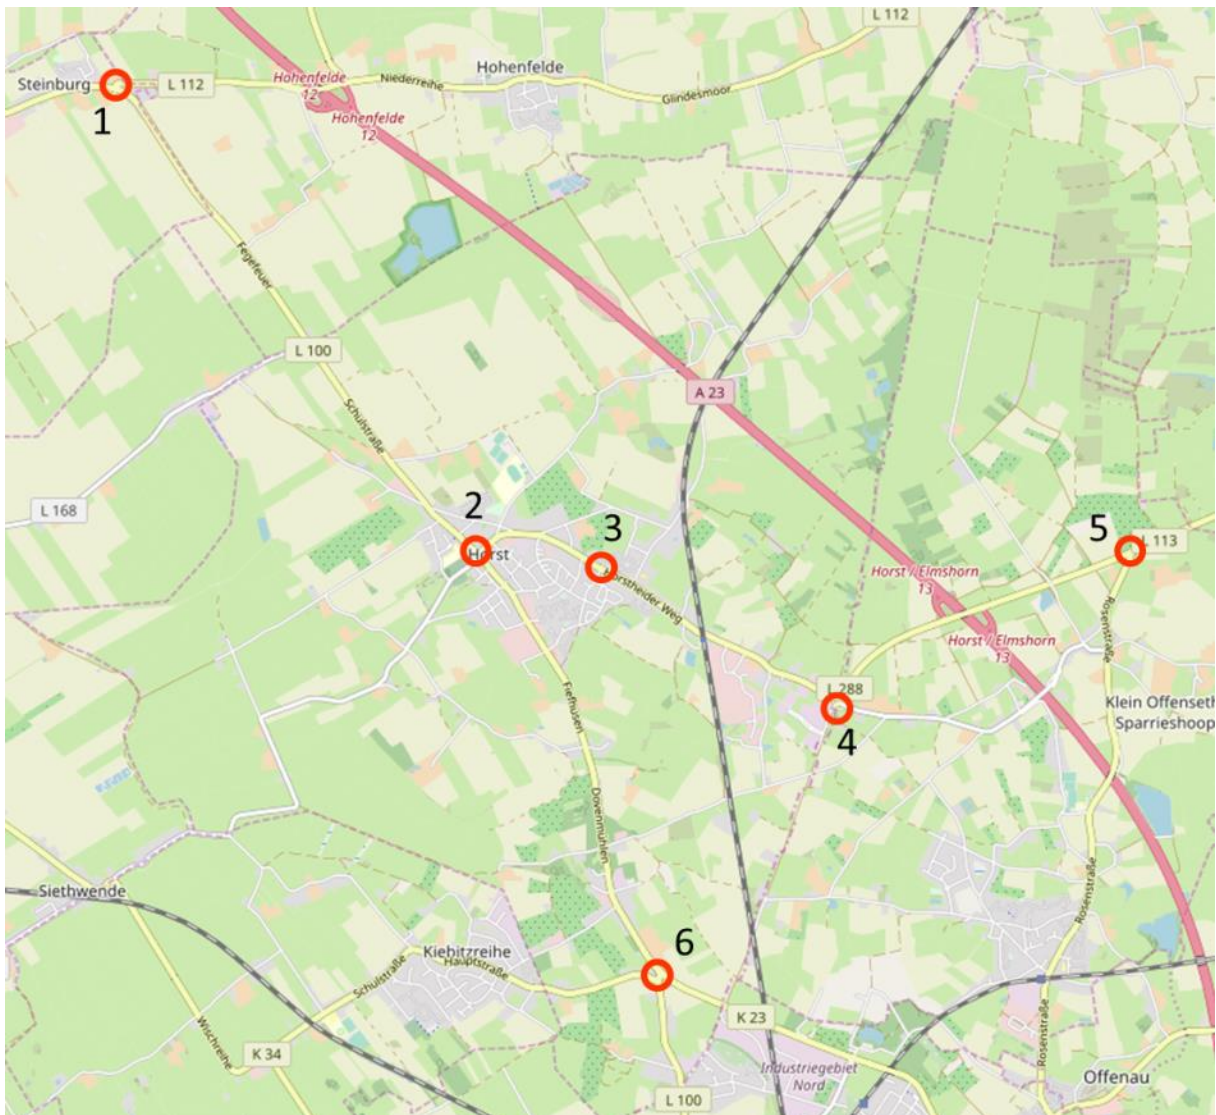 L 112
Steinburg
L 112
Hohenfelde
12
Niederreihe
Hohenfelde
Glindesmoor
1
Hohenfelde
12
Fegefeuer
L 100
A 23
Schulstraße
L 168
2
Horst
3
Horstheider Weg
5
L 113
Horst / Elmshorn
13
Rosenstraße
Horst / Elmshorn
13
Fiefhusen
L 288
4
Klein Offenseth-
Sparrieshoop
Dovenmühlen
Siethwende
Rosenstraße
Kiebitzreihe
6
Schulstraße
Hauptstraße
Wischreihe
K 34
K 23
Rosenstraße
Industriegebiet
Nord
Offenau
L 100